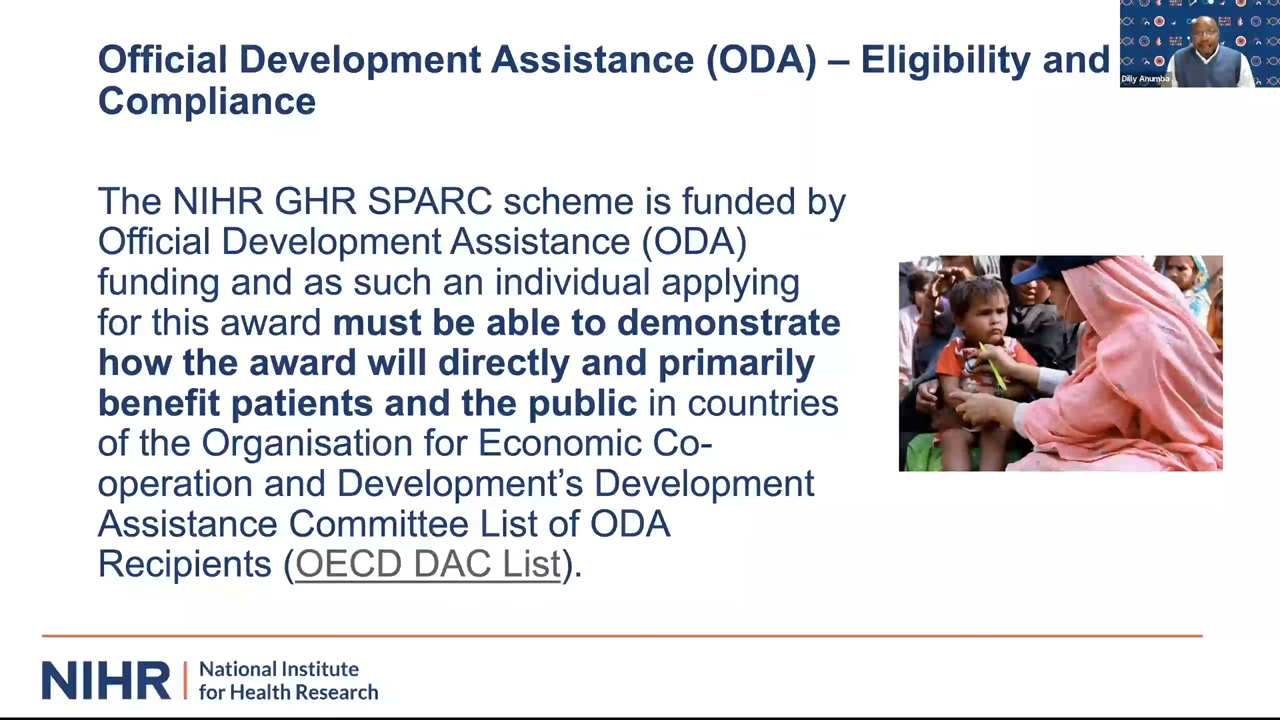 Official Development Assistance (ODA) – Eligibility and
Compliance
Dilly Anumba
The NIHR GHR SPARC scheme is funded by
Official Development Assistance (ODA)
funding and as such an individual applying
for this award must be able to demonstrate
how the award will directly and primarily
benefit patients and the public in countries
of the Organisation for Economic Co-
operation and Development’s Development
Assistance Committee List of ODA
Recipients (OECD DAC List).
NIHR | National Institute
for Health Research